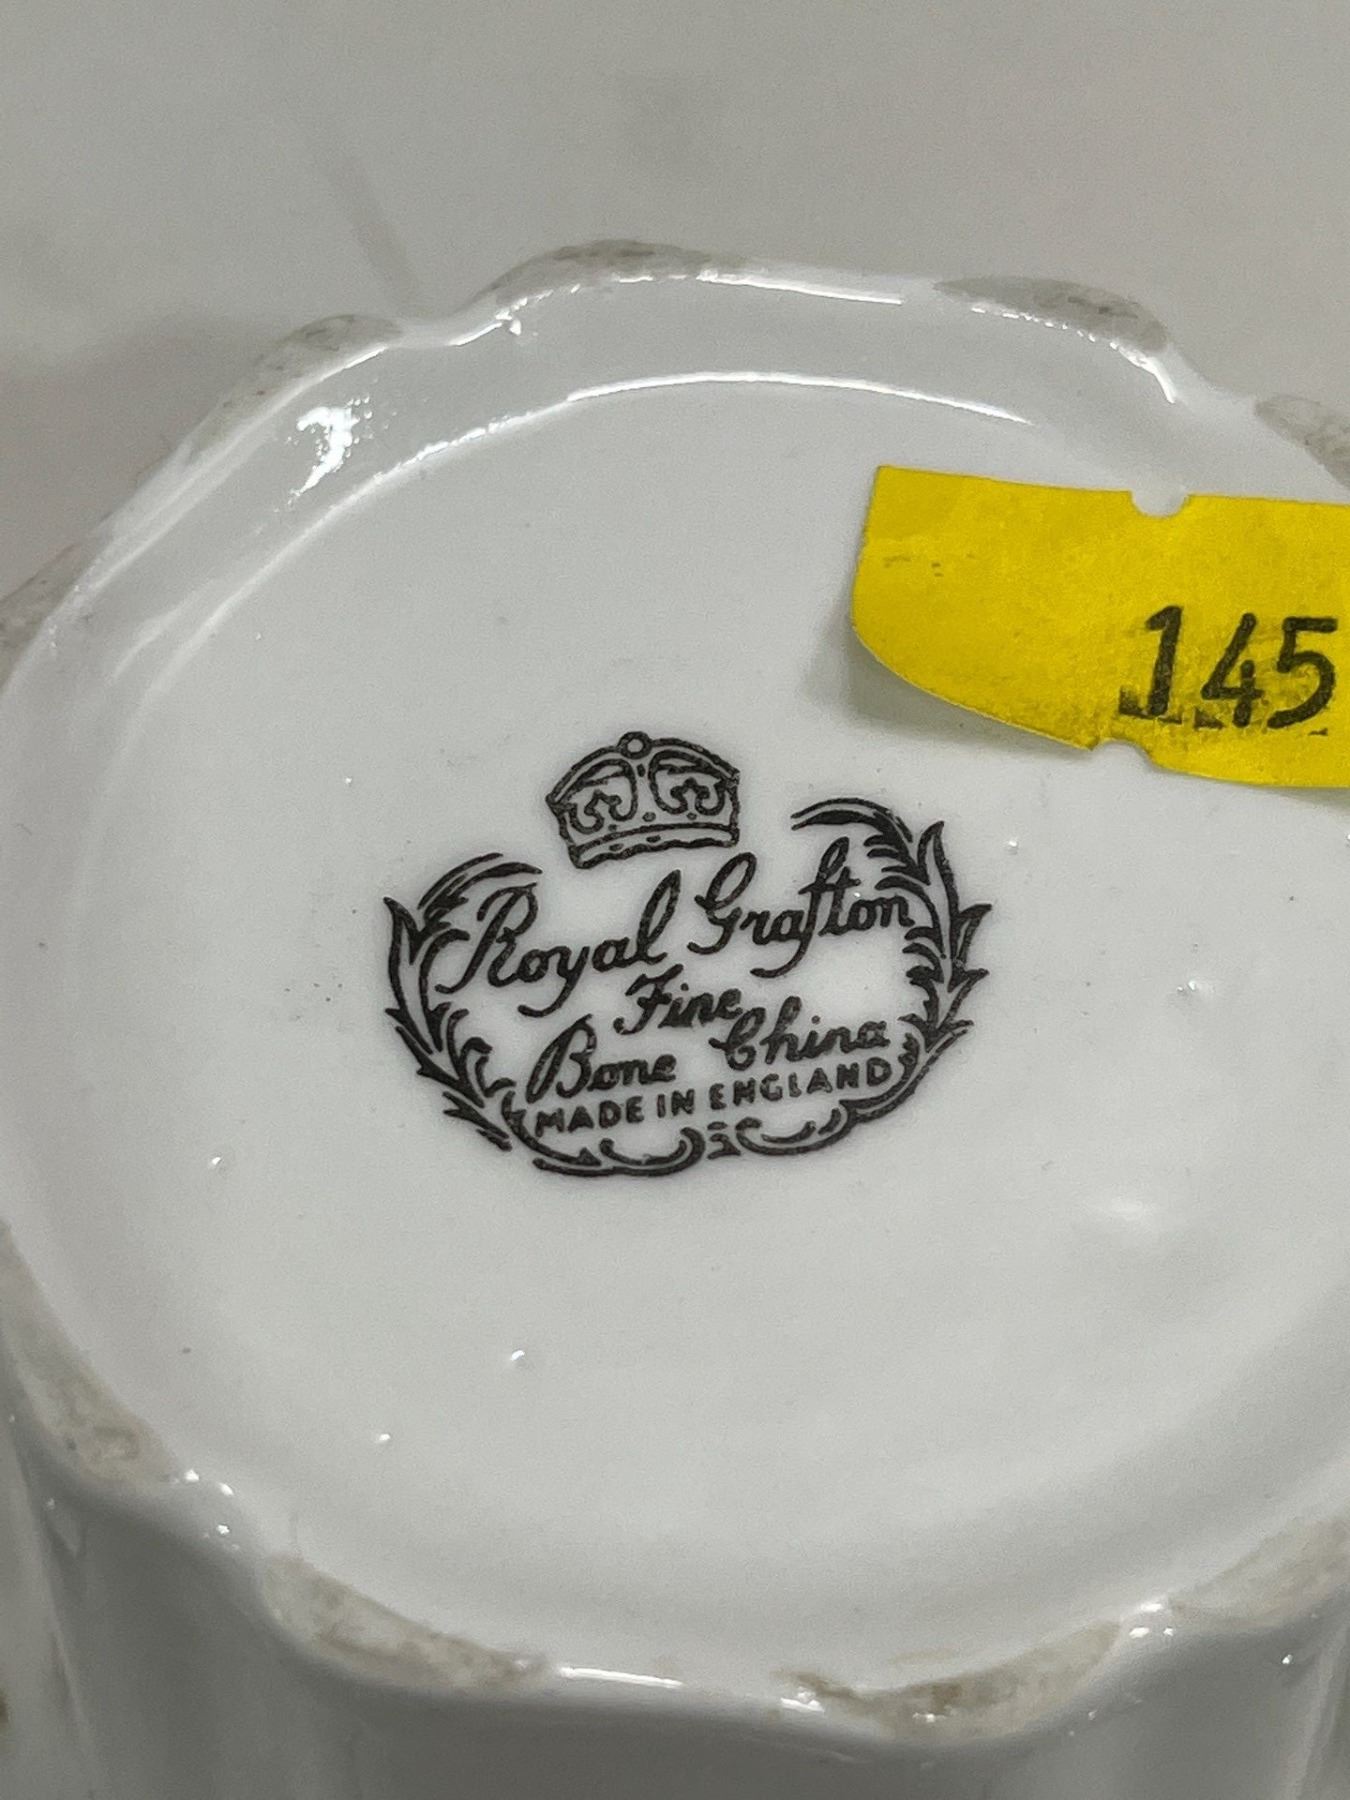 145
Royal Grafton
Fine
Bone China
MADE IN ENGLAND